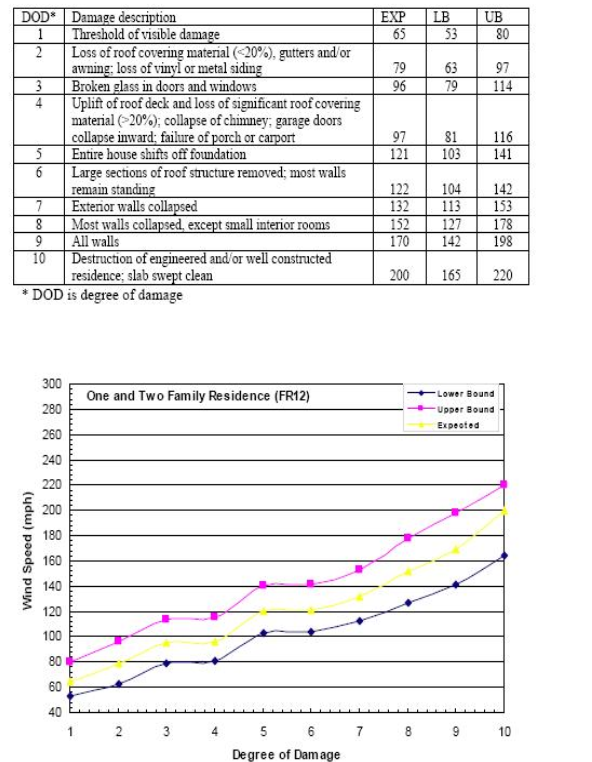 DOD* Damage description EXP LB UB
1 Threshold of visible damage 65 53 80
2 Loss of roof covering material (<20%), gutters and/or
awning; loss of vinyl or metal siding 79 63 97
3 Broken glass in doors and windows 96 79 114
4 Uplift of roof deck and loss of significant roof covering
material (>20%); collapse of chimney; garage doors
collapse inward; failure of porch or carport 97 81 116
5 Entire house shifts off foundation 121 103 141
6 Large sections of roof structure removed; most walls
remain standing 122 104 142
7 Exterior walls collapsed 132 113 153
8 Most walls collapsed, except small interior rooms 152 127 178
9 All walls 170 142 198
10 Destruction of engineered and/or well constructed
residence; slab swept clean 200 165 220
* DOD is degree of damage
One and Two Family Residence (FR12)
Lower Bound
Upper Bound
Expected
300
280
260
240
220
200
180
160
140
120
100
80
60
40
Wind Speed (mph)
1 2 3 4 5 6 7 8 9 10
Degree of Damage